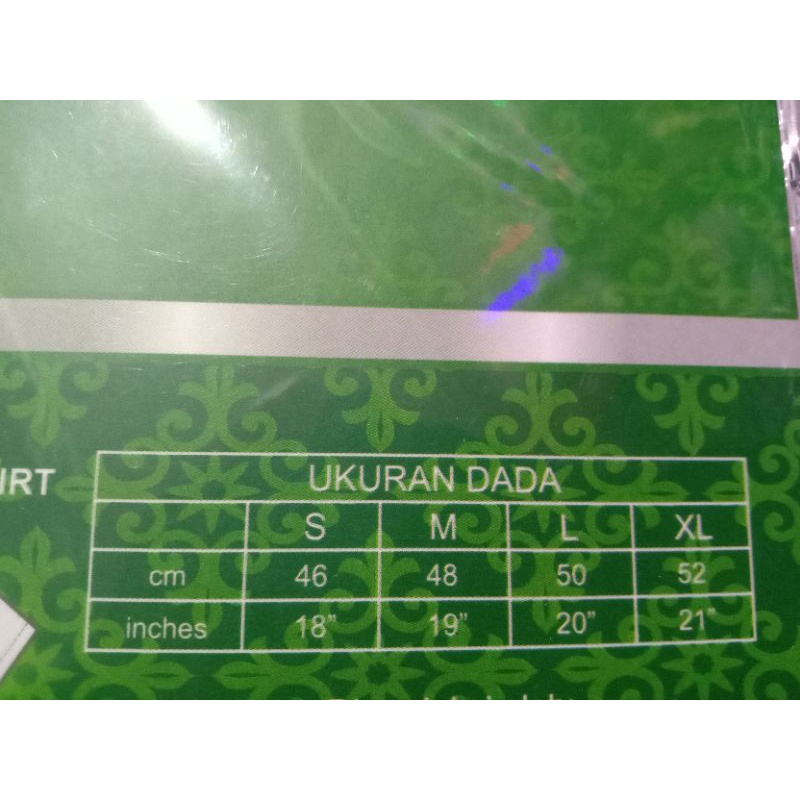 IRT
UKURAN DADA
S M L XL
cm 46 48 50 52
inches 18” 19” 20” 21”